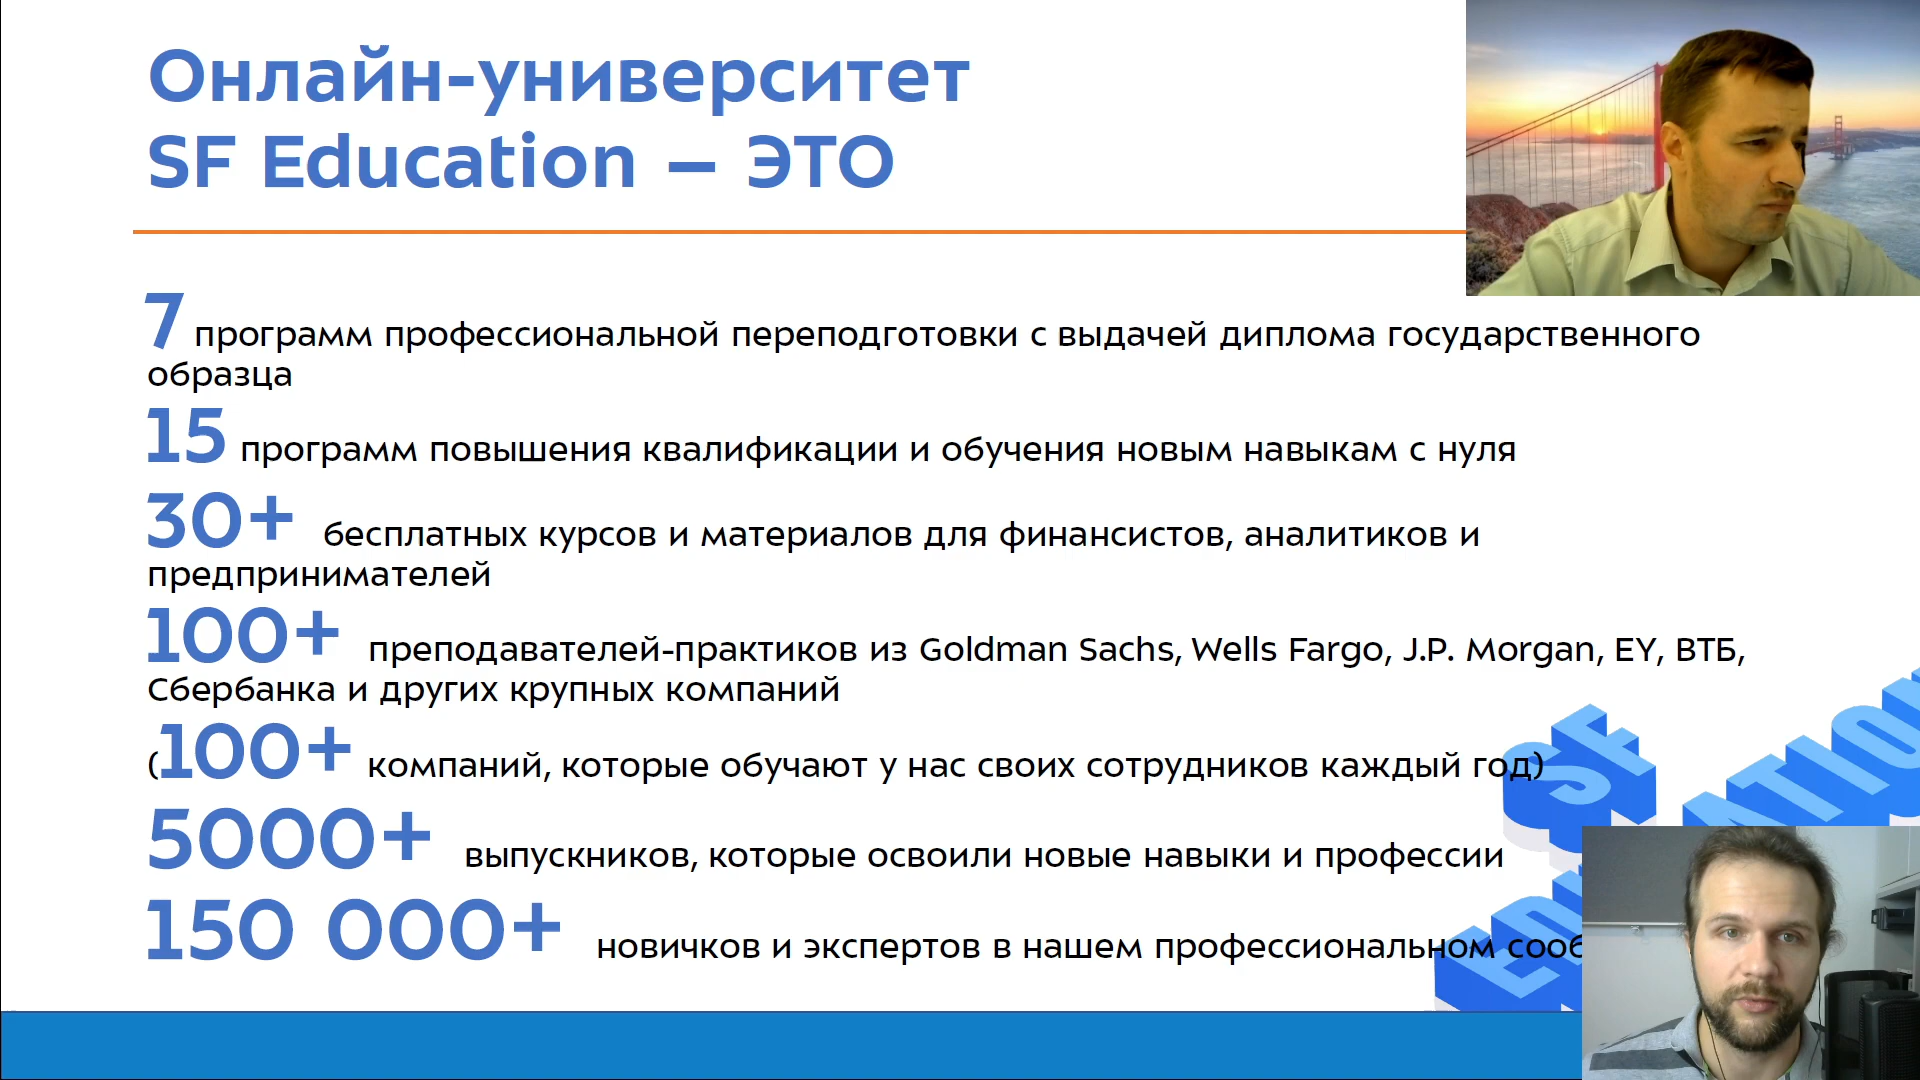 Онлайн-университет
SF Education – ЭТО
7 программ профессиональной переподготовки с выдачей диплома государственного
образца
15 программ повышения квалификации и обучения новым навыкам с нуля
30+ бесплатных курсов и материалов для финансистов, аналитиков и
предпринимателей
100+ преподавателей-практиков из Goldman Sachs, Wells Fargo, J.P. Morgan, EY, ВТБ,
Сбербанка и других крупных компаний
(100+ компаний, которые обучают у нас своих сотрудников каждый год)
5000+ выпускников, которые освоили новые навыки и профессии
150 000+ новичков и экспертов в нашем профессиональном
SF